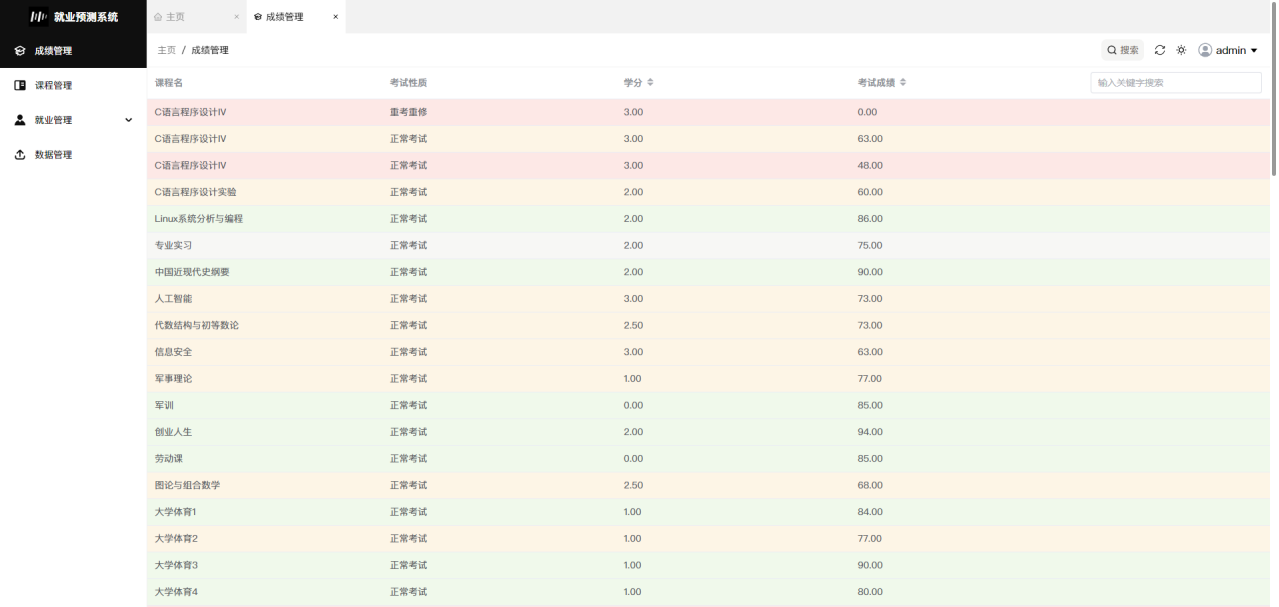 就业预测系统
主页 ×
成绩管理 ×
成绩管理
课程管理
就业管理
数据管理
主页 / 成绩管理
搜索
admin
课程名 考试性质 学分 考试成绩
输入关键字搜索
C语言程序设计IV 重考重修 3.00 0.00
C语言程序设计IV 正常考试 3.00 63.00
C语言程序设计IV 正常考试 3.00 48.00
C语言程序设计实验 正常考试 2.00 60.00
Linux系统分析与编程 正常考试 2.00 86.00
专业实习 正常考试 2.00 75.00
中国近现代史纲要 正常考试 2.00 90.00
人工智能 正常考试 3.00 73.00
代数结构与初等数论 正常考试 2.50 73.00
信息安全 正常考试 3.00 63.00
军事理论 正常考试 1.00 77.00
军训 正常考试 0.00 85.00
创业人生 正常考试 2.00 94.00
劳动课 正常考试 0.00 85.00
图论与组合数学 正常考试 2.50 68.00
大学体育1 正常考试 1.00 84.00
大学体育2 正常考试 1.00 77.00
大学体育3 正常考试 1.00 90.00
大学体育4 正常考试 1.00 80.00